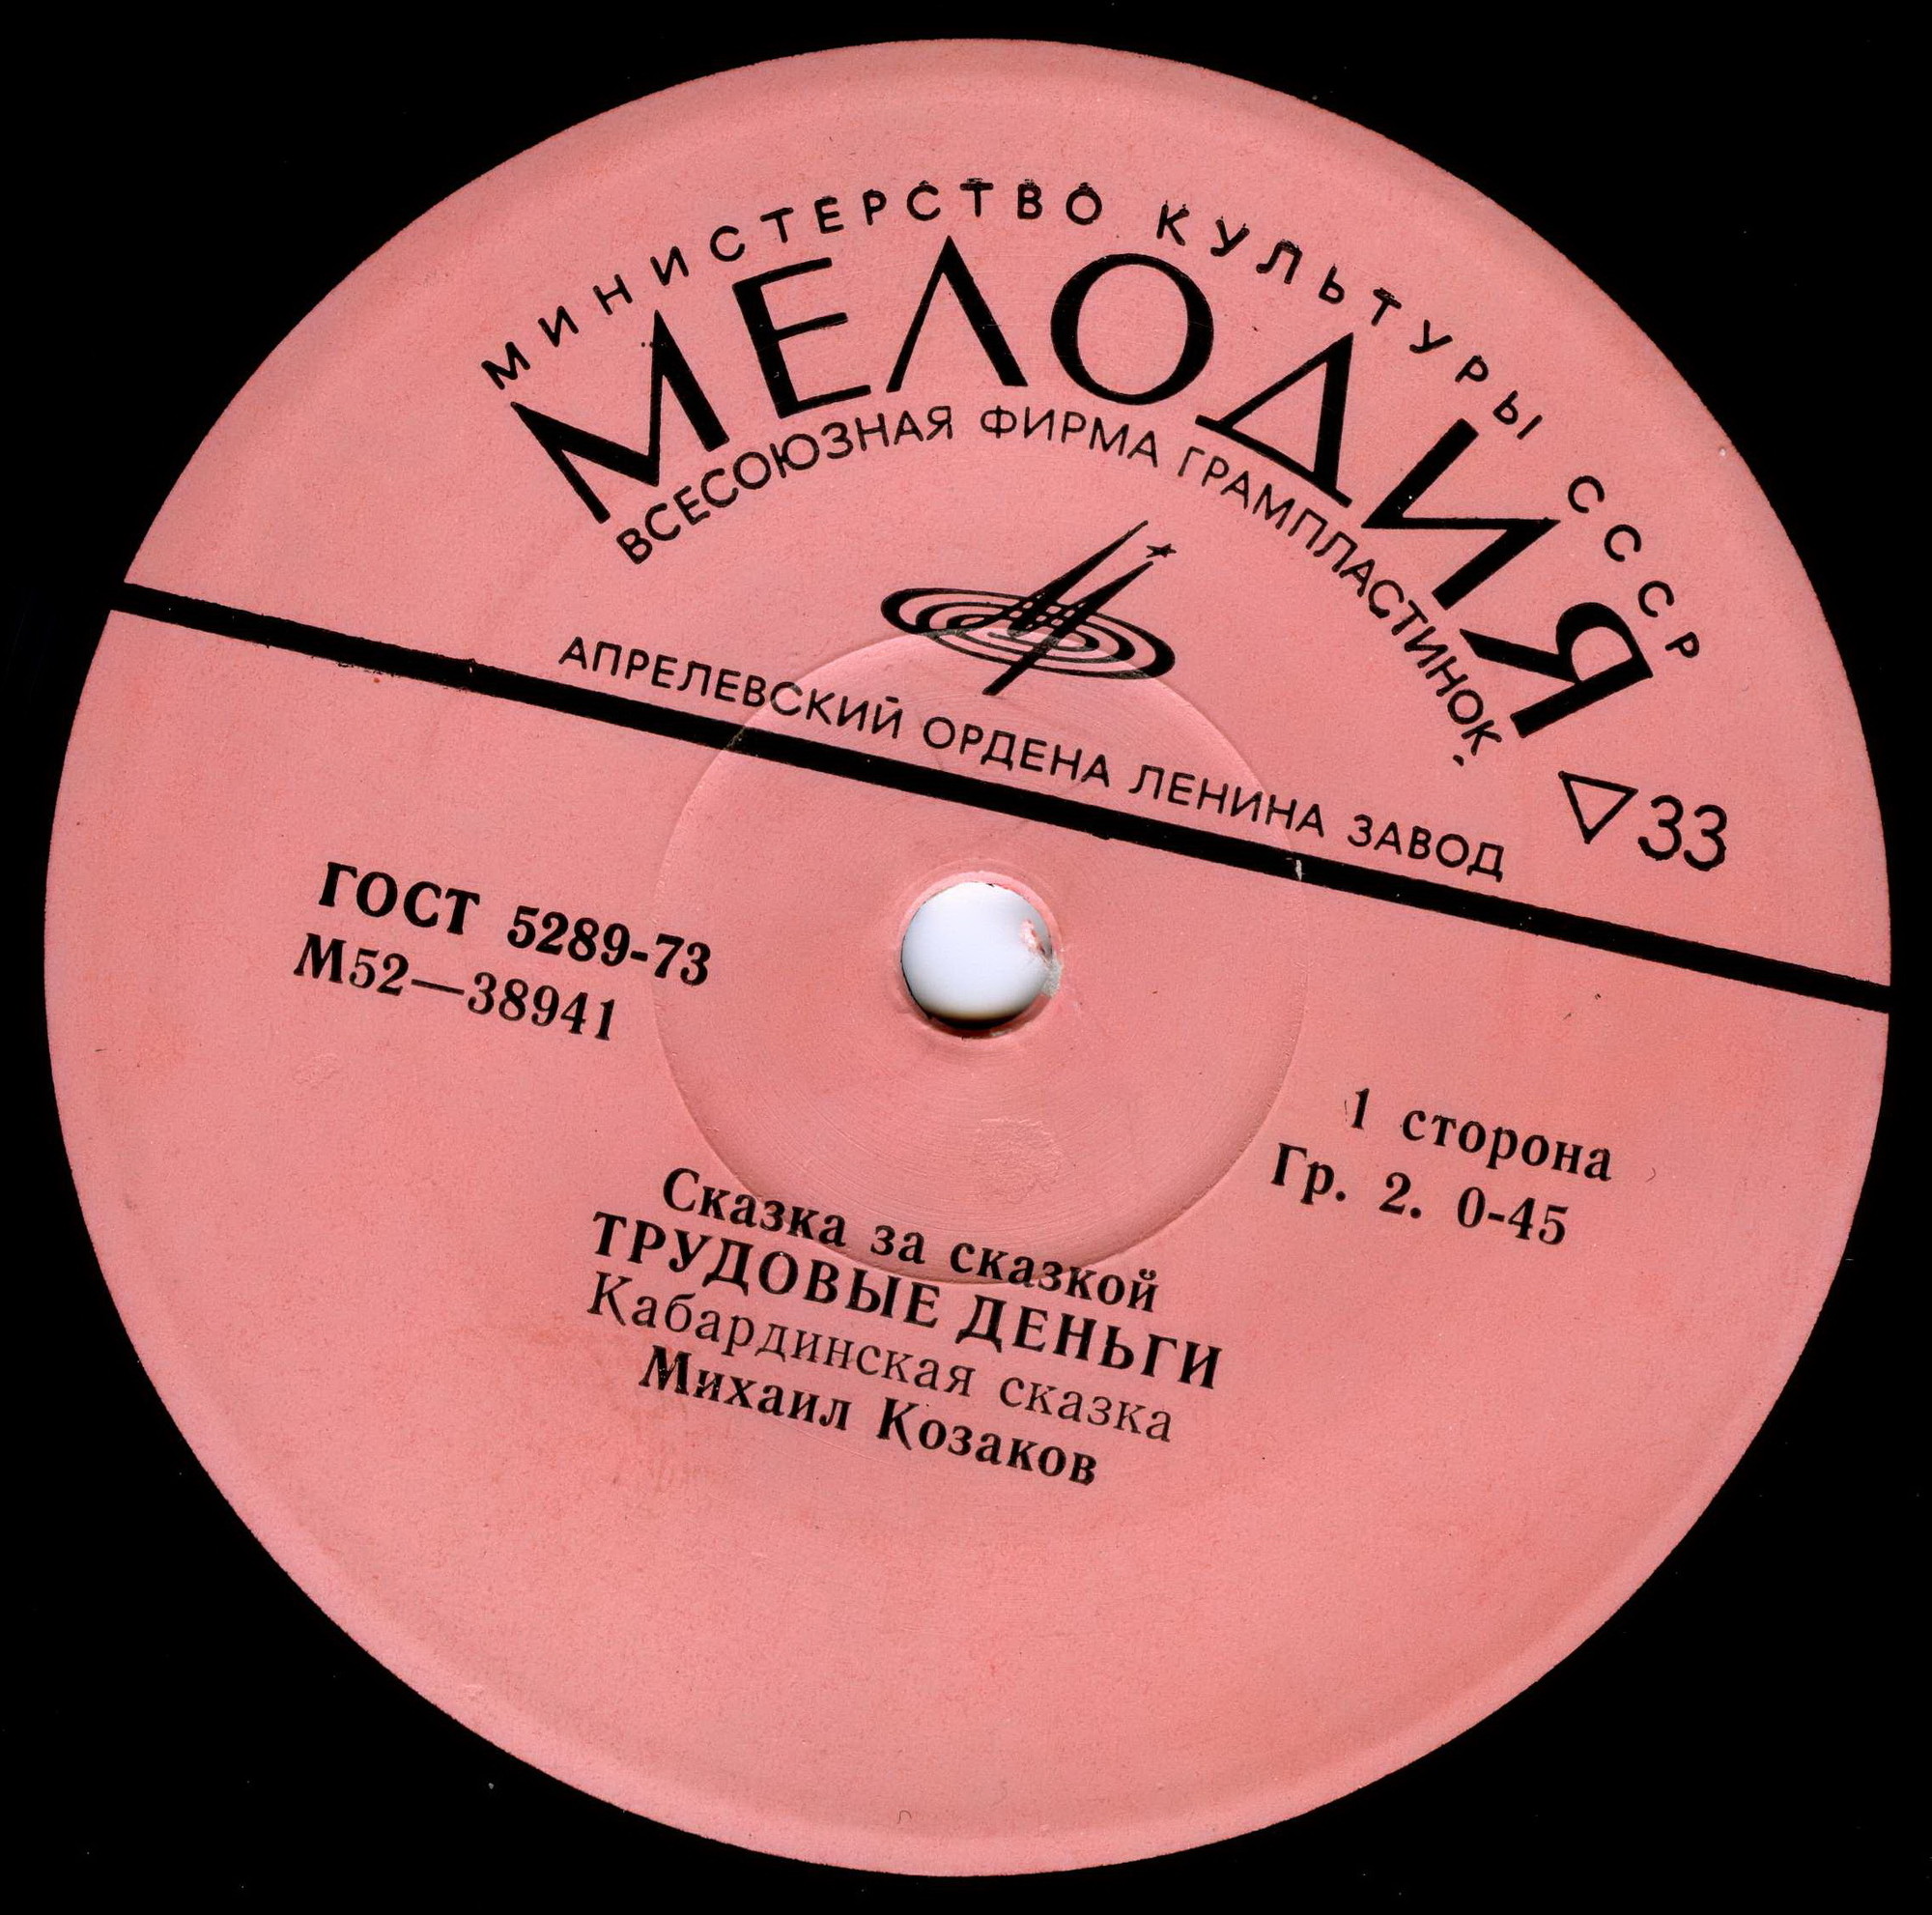 МИНИСТЕРСТВО КУЛЬТУРЫ СССР
МЕЛОДИЯ
ВСЕСОЮЗНАЯ ФИРМА ГРАМПЛАСТИНОК
АПРЕЛЕВСКИЙ ОРДЕНА ЛЕНИНА ЗАВОД
▽33
ГОСТ 5289-73
М52—38941
1 сторона
Гр. 2. 0-45
Сказка за сказкой
ТРУДОВЫЕ ДЕНЬГИ
Кабардинская сказка
Михаил Козаков